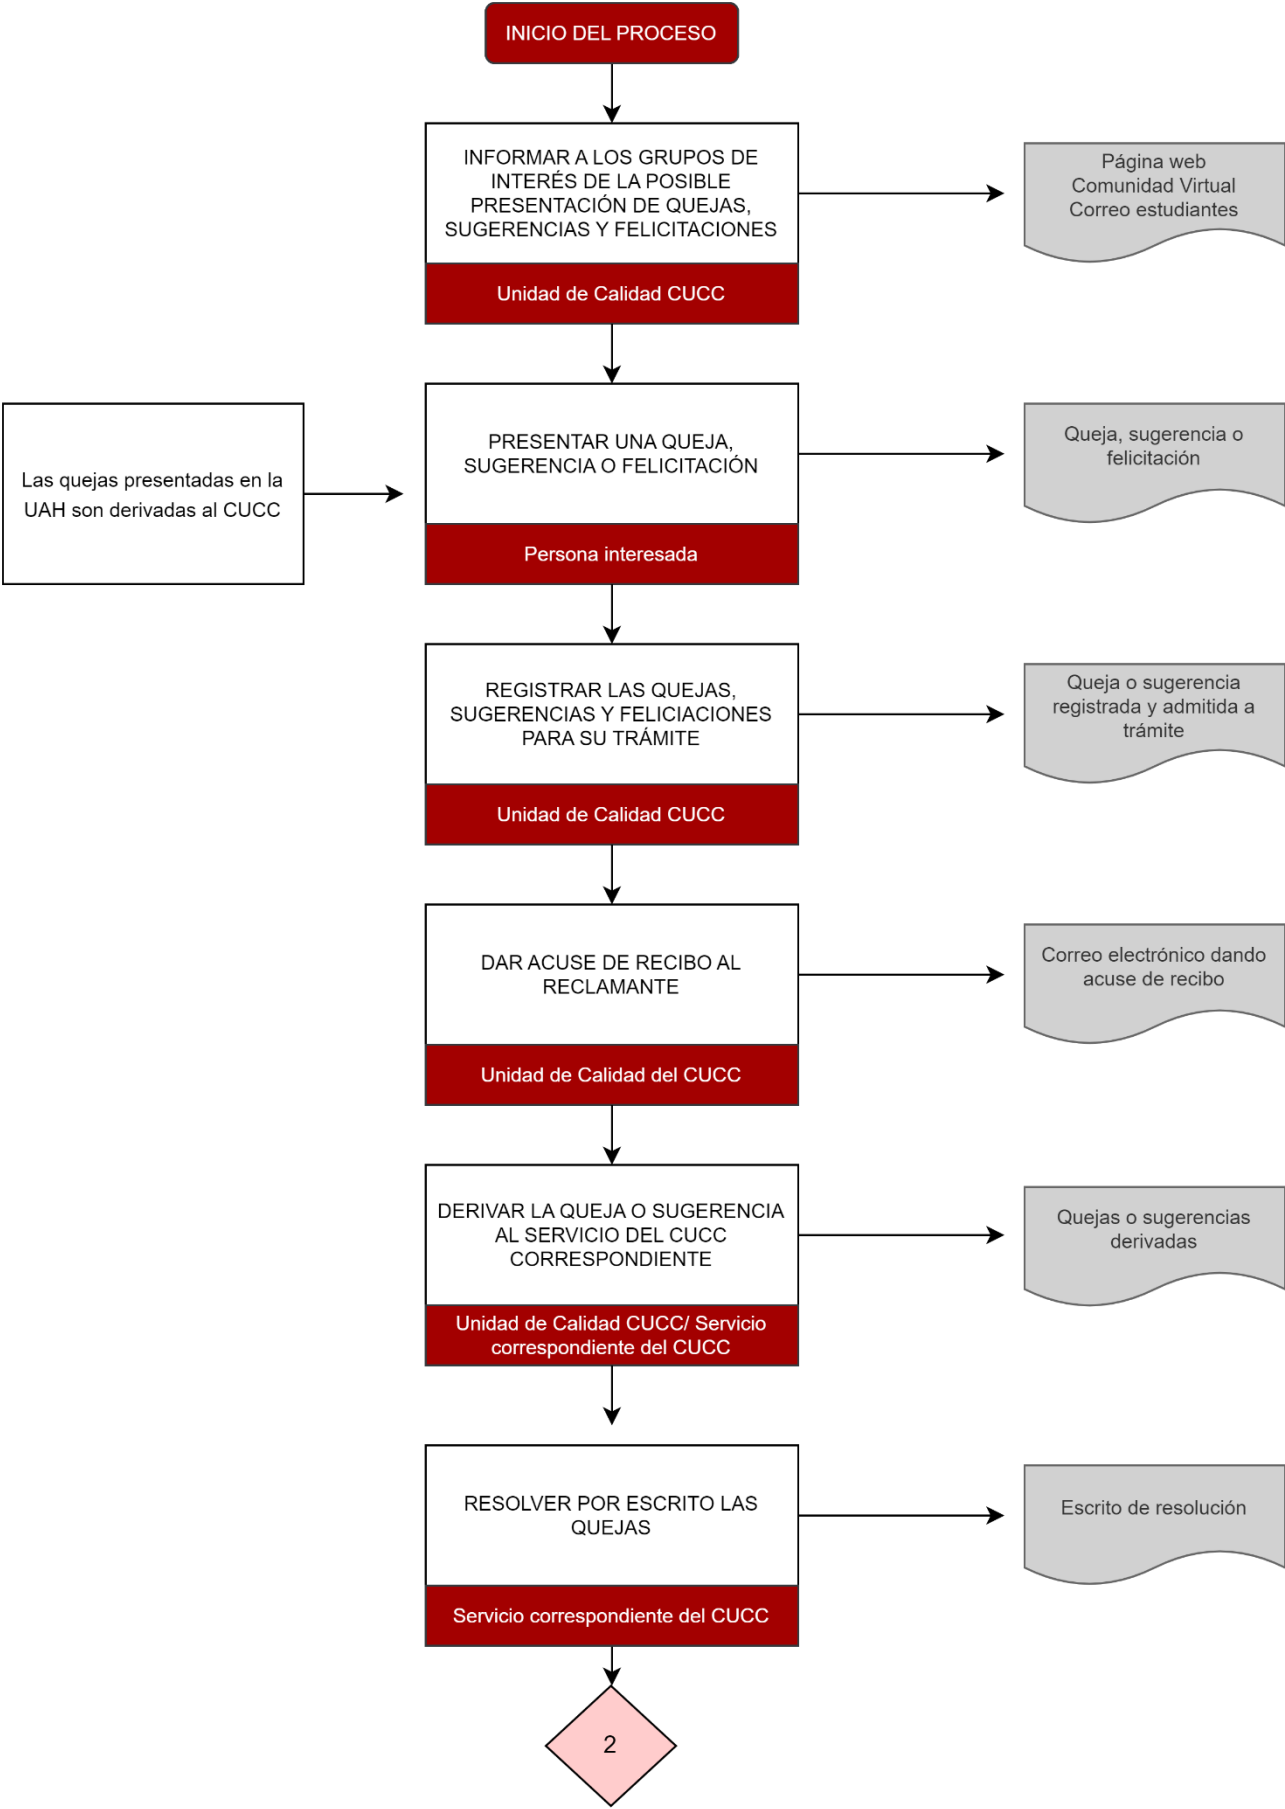 INICIO DEL PROCESO
INFORMAR A LOS GRUPOS DE
INTERÉS DE LA POSIBLE
PRESENTACIÓN DE QUEJAS,
SUGERENCIAS Y FELICITACIONES
Unidad de Calidad CUCC
Página web
Comunidad Virtual
Correo estudiantes
Las quejas presentadas en la
UAH son derivadas al CUCC
PRESENTAR UNA QUEJA,
SUGERENCIA O FELICITACIÓN
Persona interesada
Queja, sugerencia o
felicitación
REGISTRAR LAS QUEJAS,
SUGERENCIAS Y FELICIACIONES
PARA SU TRÁMITE
Unidad de Calidad CUCC
Queja o sugerencia
registrada y admitida a
trámite
DAR ACUSE DE RECIBO AL
RECLAMANTE
Unidad de Calidad del CUCC
Correo electrónico dando
acuse de recibo
DERIVAR LA QUEJA O SUGERENCIA
AL SERVICIO DEL CUCC
CORRESPONDIENTE
Unidad de Calidad CUCC/ Servicio
correspondiente del CUCC
Quejas o sugerencias
derivadas
RESOLVER POR ESCRITO LAS
QUEJAS
Servicio correspondiente del CUCC
Escrito de resolución
2